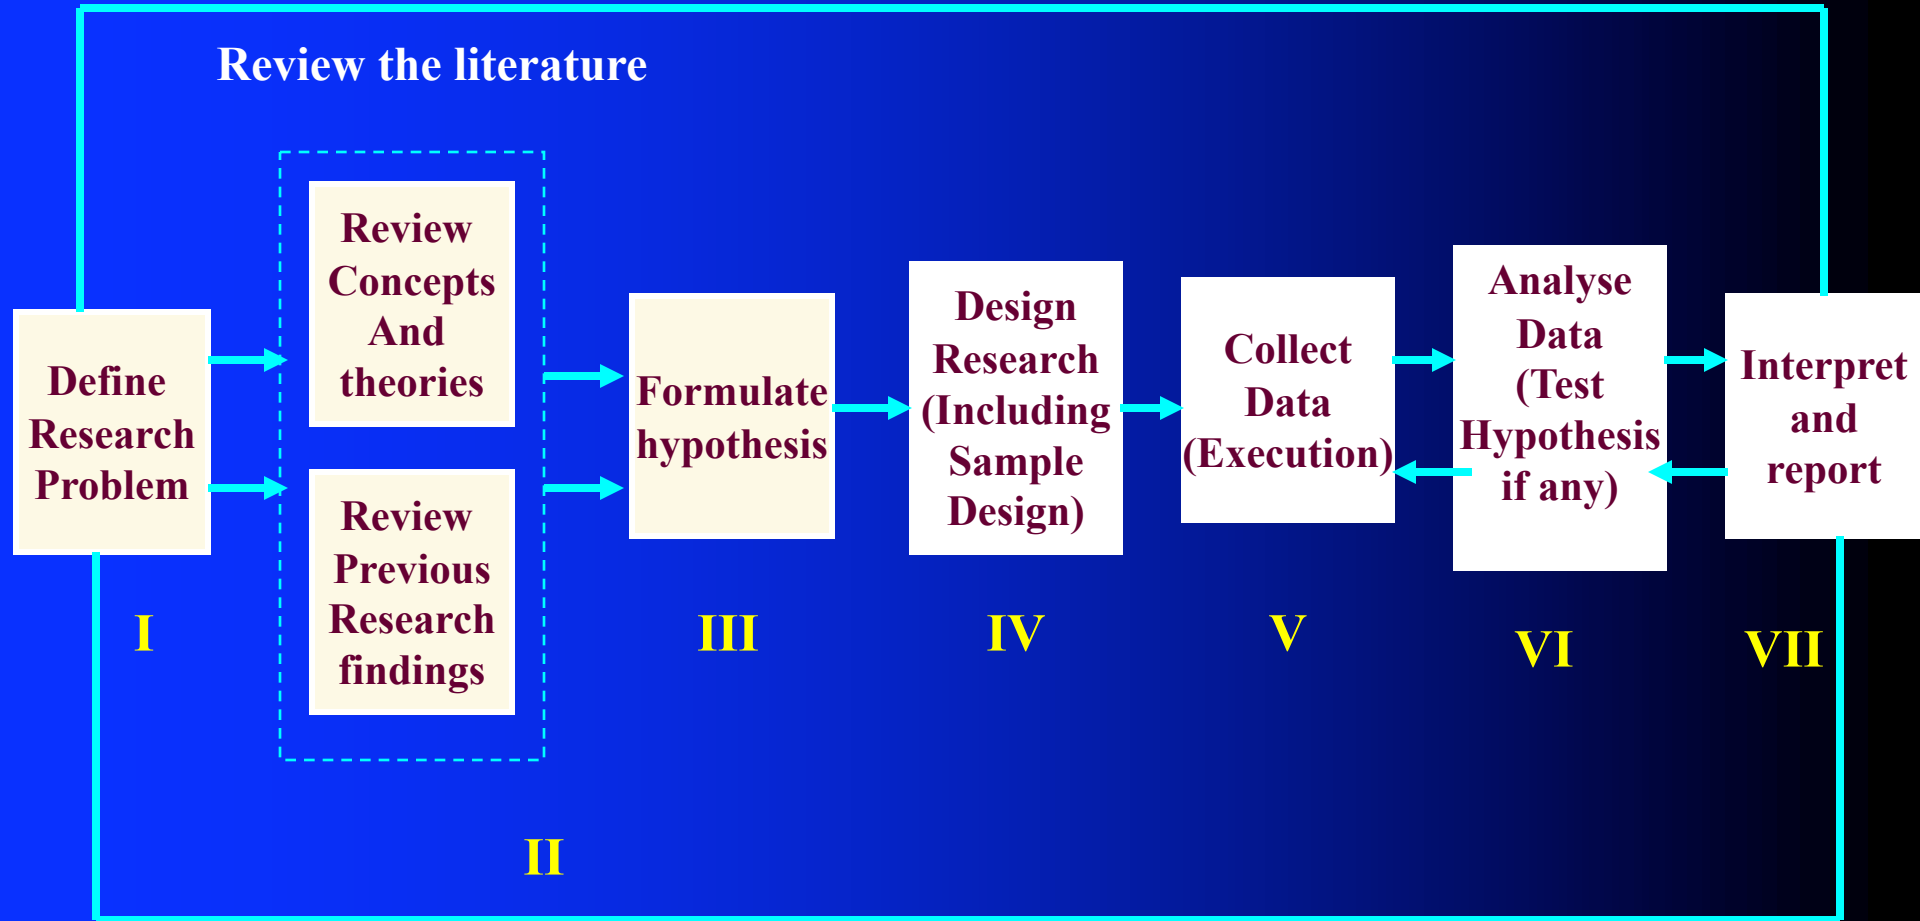 Review the literature
Define
Research
Problem
I
Review
Concepts
And
theories
Review
Previous
Research
findings
II
Formulate
hypothesis
III
Design
Research
(Including
Sample
Design)
IV
Collect
Data
(Execution)
V
Analyse
Data
(Test
Hypothesis
if any)
VI
Interpret
and
report
VII